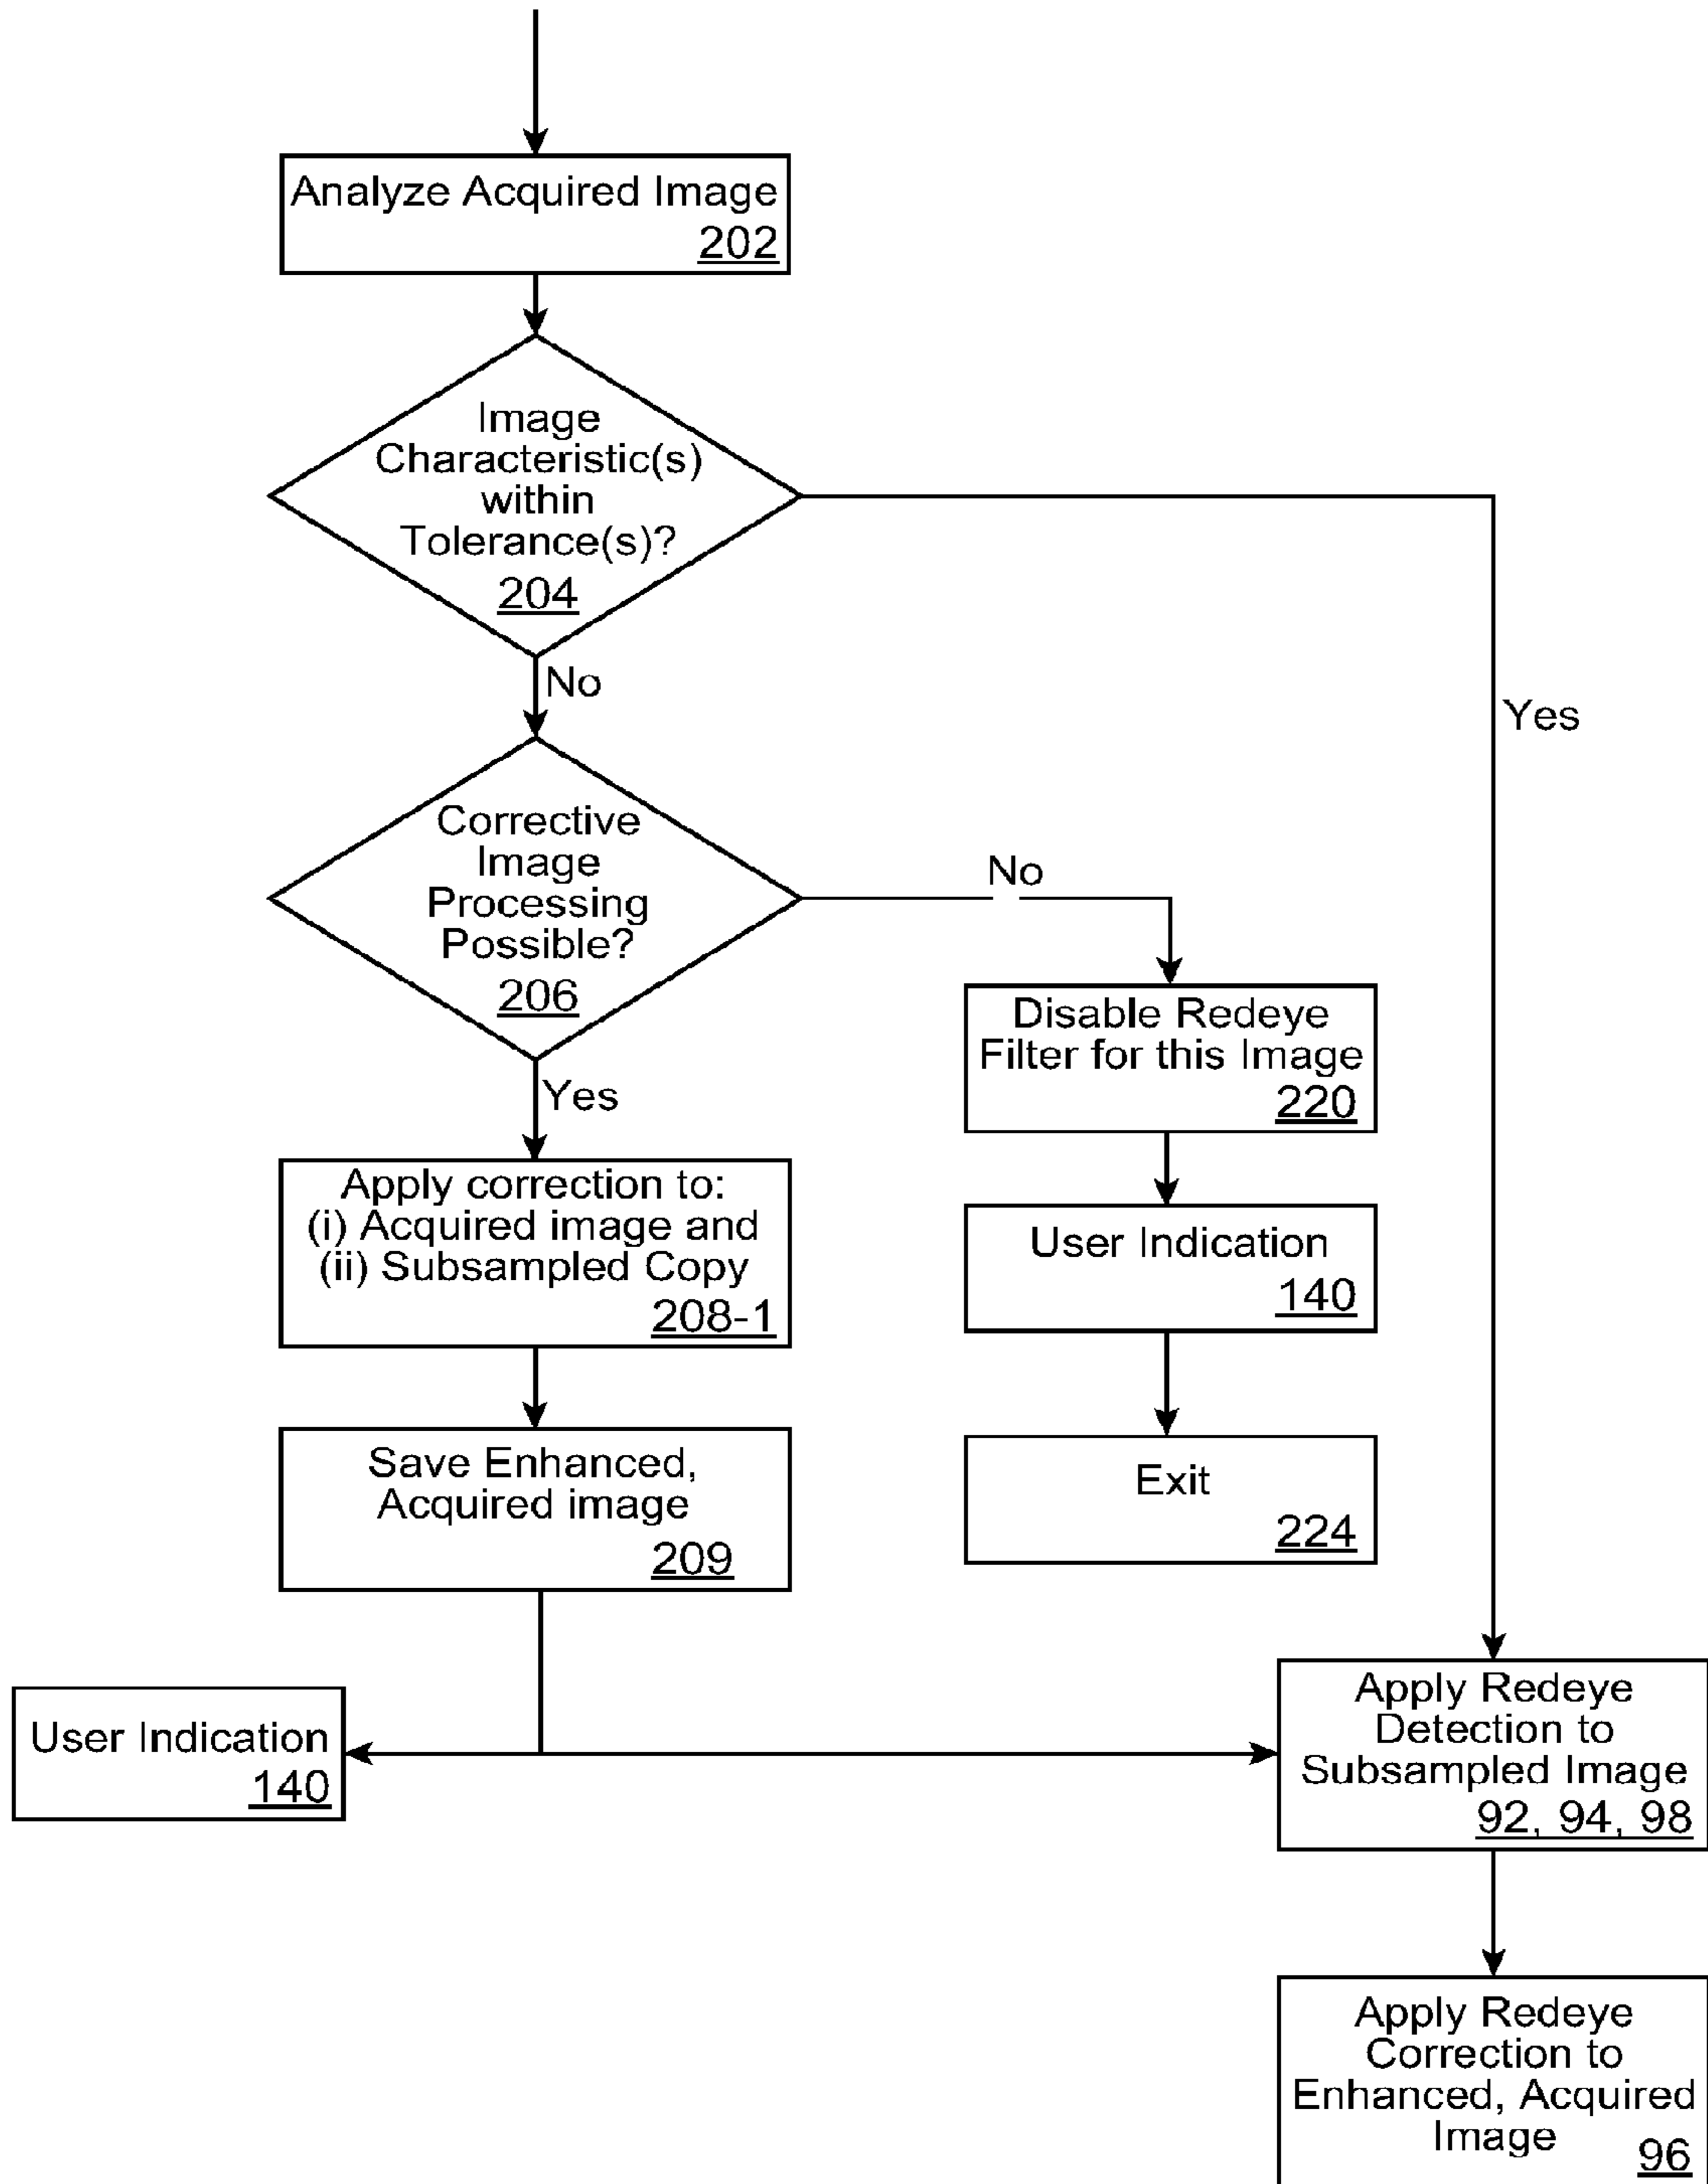 Analyze Acquired Image
202
Image
Characteristic(s)
within
Tolerance(s)?
204
No
Yes
Corrective
Image
Processing
Possible?
206
No
Yes
Disable Redeye
Filter for this Image
220
Apply correction to:
(i) Acquired image and
(ii) Subsampled Copy
208-1
User Indication
140
Save Enhanced,
Acquired image
209
Exit
224
User Indication
140
Apply Redeye
Detection to
Subsampled Image
92, 94, 98
Apply Redeye
Correction to
Enhanced, Acquired
Image
96